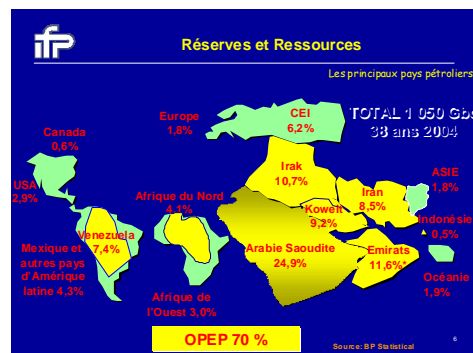 ifp
Réserves et Ressources
Les principaux pays pétroliers
TOTAL 1 050 Gbs
38 ans 2004
CEI
6,2%
Europe
1,8%
Canada
0,6%
USA
2,9%
Irak
10,7%
Iran
8,5%
ASIE
1,8%
Afrique du Nord
4,1%
Koweit
9,2%
Indonésie
0,5%
Venezuela
7,4%
Mexique et
autres pays
d'Amérique
latine 4,3%
Arabie Saoudite
24,9%
Emirats
11,6%*
Océanie
1,9%
Afrique de
l'Ouest 3,0%
OPEP 70 %
Source: BP Statistical
6